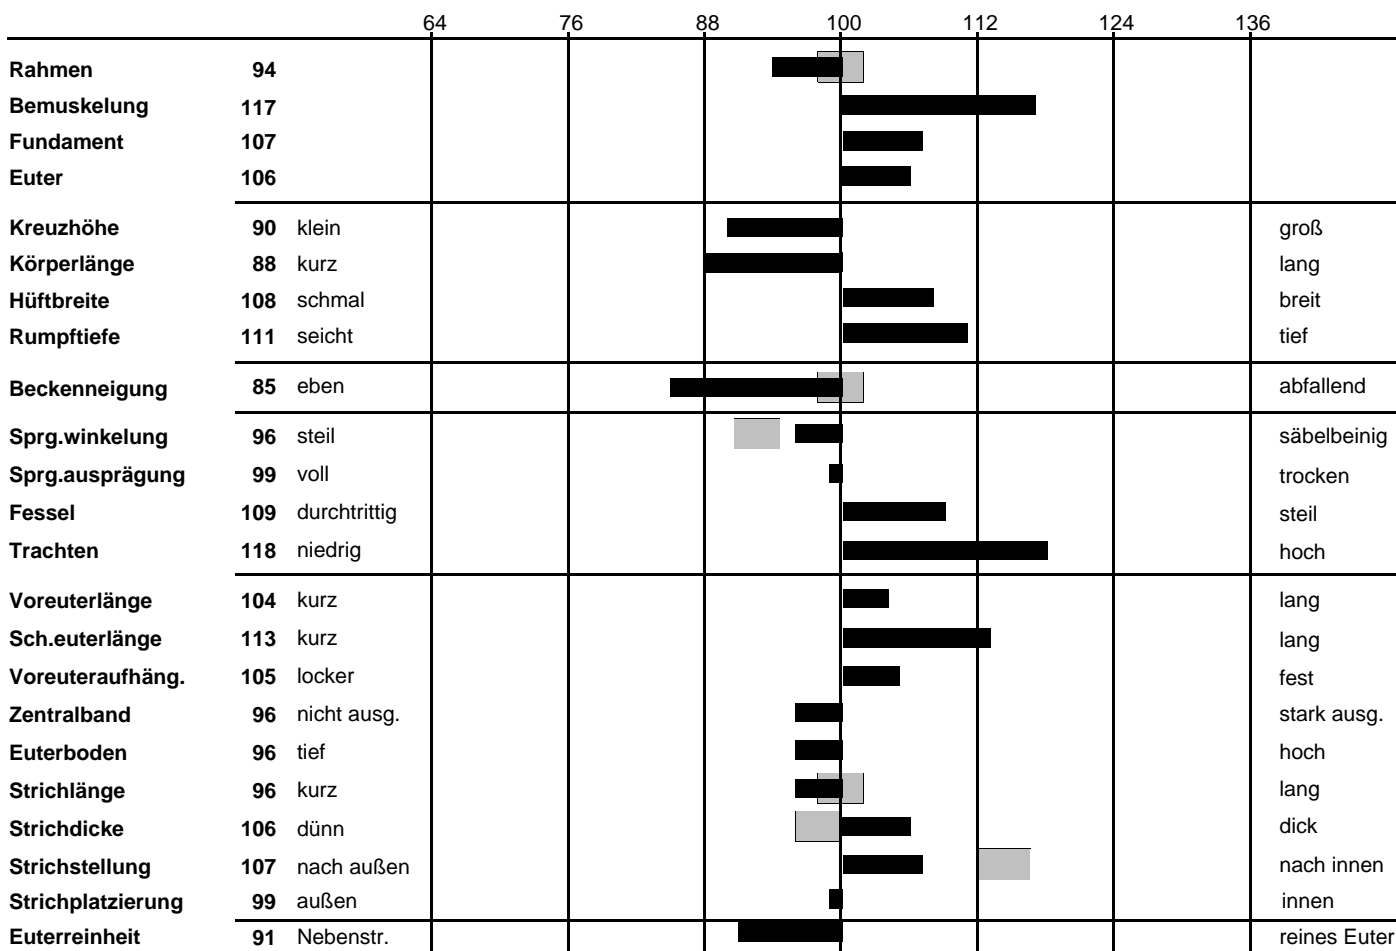 64 76 88 100 112 124 136
Rahmen 94
Bemuskelung 117
Fundament 107
Euter 106
Kreuzhöhe 90 klein groß
Körperlänge 88 kurz lang
Hüftbreite 108 schmal breit
Rumpftiefe 111 seicht tief
Beckenneigung 85 eben abfallend
Sprg.winkelung 96 steil säbelbeinig
Sprg.ausprägung 99 voll trocken
Fessel 109 durchtrittig steil
Trachten 118 niedrig hoch
Voreuterlänge 104 kurz lang
Sch.euterlänge 113 kurz lang
Voreuteraufhäng. 105 locker fest
Zentralband 96 nicht ausg. stark ausg.
Euterboden 96 tief hoch
Strichlänge 96 kurz lang
Strichdicke 106 dünn dick
Strichstellung 107 nach außen nach innen
Strichplatzierung 99 außen innen
Euterreinheit 91 Nebenstr. reines Euter